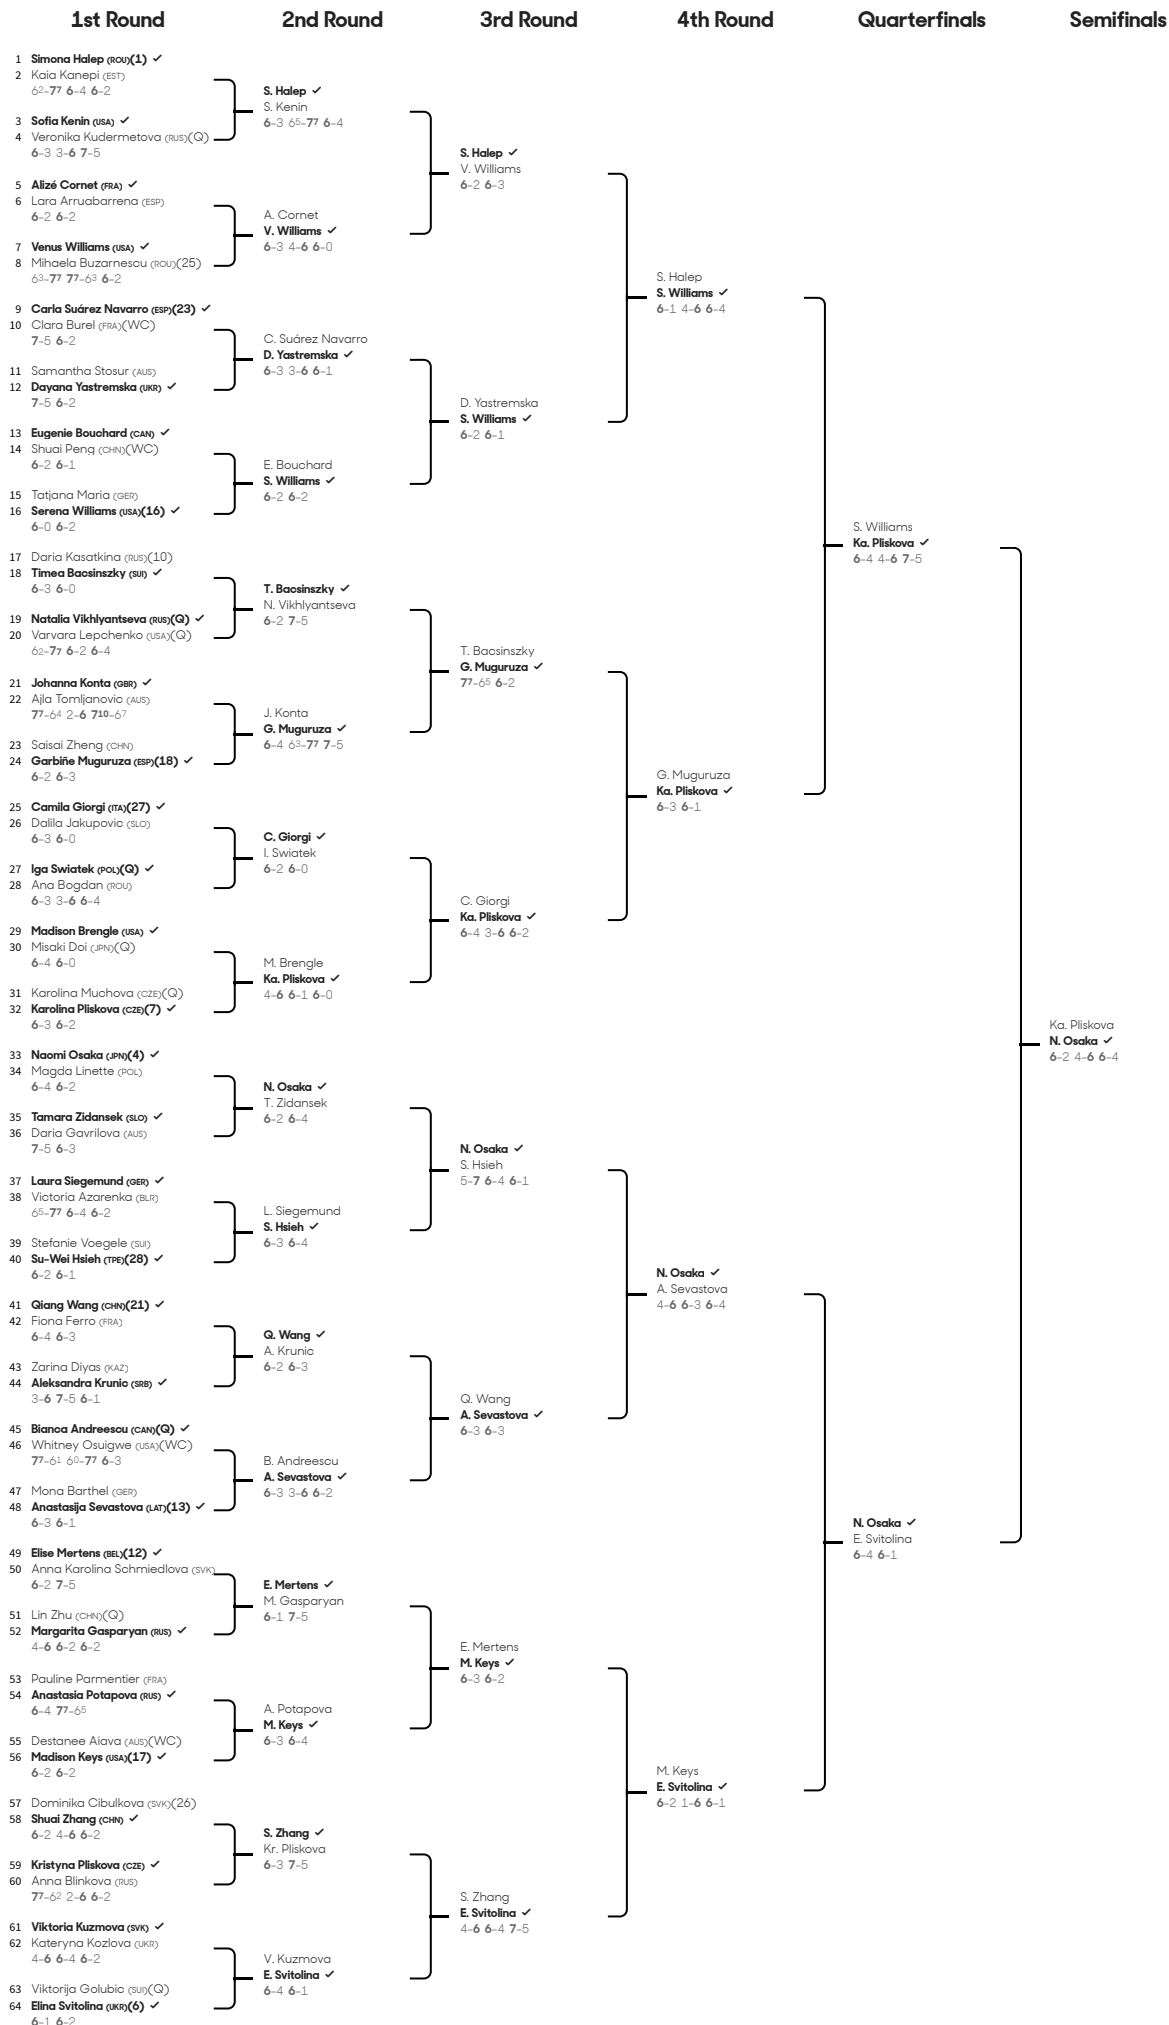 1st Round
2nd Round
3rd Round
4th Round
Quarterfinals
Semifinals
1 Simona Halep (ROU)(1) ✓
2 Kaia Kanepi (EST)
6²-7⁷ 6-4 6-2
3 Sofia Kenin (USA) ✓
4 Veronika Kudermetova (RUS)(Q)
6-3 3-6 7-5
5 Alizé Cornet (FRA) ✓
6 Lara Arruabarrena (ESP)
6-2 6-2
7 Venus Williams (USA) ✓
8 Mihaela Buzarnescu (ROU)(25)
6³-7⁷ 7⁷-6³ 6-2
9 Carla Suárez Navarro (ESP)(23) ✓
10 Clara Burel (FRA)(WC)
7-5 6-2
11 Samantha Stosur (AUS)
12 Dayana Yastremska (UKR) ✓
7-5 6-2
13 Eugenie Bouchard (CAN) ✓
14 Shuai Peng (CHN)(WC)
6-2 6-1
15 Tatjana Maria (GER)
16 Serena Williams (USA)(16) ✓
6-0 6-2
17 Daria Kasatkina (RUS)(10)
18 Timea Bacsinszky (SUI) ✓
6-3 6-0
19 Natalia Vikhlyantseva (RUS)(Q) ✓
20 Varvara Lepchenko (USA)(Q)
6²-7⁷ 6-2 6-4
21 Johanna Konta (GBR) ✓
22 Ajla Tomljanovic (AUS)
7⁷-6⁴ 2-6 7¹⁰-6⁷
23 Saisai Zheng (CHN)
24 Garbiñe Muguruza (ESP)(18) ✓
6-2 6-3
25 Camila Giorgi (ITA)(27) ✓
26 Dalila Jakupovic (SLO)
6-3 6-0
27 Iga Swiatek (POL)(Q) ✓
28 Ana Bogdan (ROU)
6-3 3-6 6-4
29 Madison Brengle (USA) ✓
30 Misaki Doi (JPN)(Q)
6-4 6-0
31 Karolina Muchova (CZE)(Q)
32 Karolina Pliskova (CZE)(7) ✓
6-3 6-2
33 Naomi Osaka (JPN)(4) ✓
34 Magda Linette (POL)
6-4 6-2
35 Tamara Zidansek (SLO) ✓
36 Daria Gavrilova (AUS)
7-5 6-3
37 Laura Siegemund (GER) ✓
38 Victoria Azarenka (BLR)
6⁵-7⁷ 6-4 6-2
39 Stefanie Voegele (SUI)
40 Su-Wei Hsieh (TPE)(28) ✓
6-2 6-1
41 Qiang Wang (CHN)(21) ✓
42 Fiona Ferro (FRA)
6-4 6-3
43 Zarina Diyas (KAZ)
44 Aleksandra Krunic (SRB) ✓
3-6 7-5 6-1
45 Bianca Andreescu (CAN)(Q) ✓
46 Whitney Osuigwe (USA)(WC)
7⁷-6¹ 6⁰-7⁷ 6-3
47 Mona Barthel (GER)
48 Anastasija Sevastova (LAT)(13) ✓
6-3 6-1
49 Elise Mertens (BEL)(12) ✓
50 Anna Karolina Schmiedlova (SVK)
6-2 7-5
51 Lin Zhu (CHN)(Q)
52 Margarita Gasparyan (RUS) ✓
4-6 6-2 6-2
53 Pauline Parmentier (FRA)
54 Anastasia Potapova (RUS) ✓
6-4 7⁷-6⁵
55 Destanee Aiava (AUS)(WC)
56 Madison Keys (USA)(17) ✓
6-2 6-2
57 Dominika Cibulkova (SVK)(26)
58 Shuai Zhang (CHN) ✓
6-2 4-6 6-2
59 Kristyna Pliskova (CZE) ✓
60 Anna Blinkova (RUS)
7⁷-6² 2-6 6-2
61 Viktoria Kuzmova (SVK) ✓
62 Kateryna Kozlova (UKR)
4-6 6-4 6-2
63 Viktorija Golubic (SUI)(Q)
64 Elina Svitolina (UKR)(6) ✓
6-1 6-2
S. Halep ✓
S. Kenin
6-3 6⁵-7⁷ 6-4
A. Cornet
V. Williams ✓
6-3 4-6 6-0
C. Suárez Navarro
D. Yastremska ✓
6-3 3-6 6-1
E. Bouchard
S. Williams ✓
6-2 6-2
T. Bacsinszky ✓
N. Vikhlyantseva
6-2 7-5
J. Konta
G. Muguruza ✓
6-4 6³-7⁷ 7-5
C. Giorgi ✓
I. Swiatek
6-2 6-0
M. Brengle
Ka. Pliskova ✓
4-6 6-1 6-0
N. Osaka ✓
T. Zidansek
6-2 6-4
L. Siegemund
S. Hsieh ✓
6-3 6-4
Q. Wang ✓
A. Krunic
6-2 6-3
B. Andreescu
A. Sevastova ✓
6-3 3-6 6-2
E. Mertens ✓
M. Gasparyan
6-1 7-5
A. Potapova
M. Keys ✓
6-3 6-4
S. Zhang ✓
Kr. Pliskova
6-3 7-5
V. Kuzmova
E. Svitolina ✓
6-4 6-1
S. Halep ✓
V. Williams
6-2 6-3
D. Yastremska
S. Williams ✓
6-2 6-1
T. Bacsinszky
G. Muguruza ✓
7⁷-6⁵ 6-2
C. Giorgi
Ka. Pliskova ✓
6-4 3-6 6-2
N. Osaka ✓
S. Hsieh
5-7 6-4 6-1
Q. Wang
A. Sevastova ✓
6-3 6-3
E. Mertens
M. Keys ✓
6-3 6-2
S. Zhang
E. Svitolina ✓
4-6 6-4 7-5
S. Halep
S. Williams ✓
6-1 4-6 6-4
G. Muguruza
Ka. Pliskova ✓
6-3 6-1
N. Osaka ✓
A. Sevastova
4-6 6-3 6-4
M. Keys
E. Svitolina ✓
6-2 1-6 6-1
S. Williams
Ka. Pliskova ✓
6-4 4-6 7-5
N. Osaka ✓
E. Svitolina
6-4 6-1
Ka. Pliskova
N. Osaka ✓
6-2 4-6 6-4